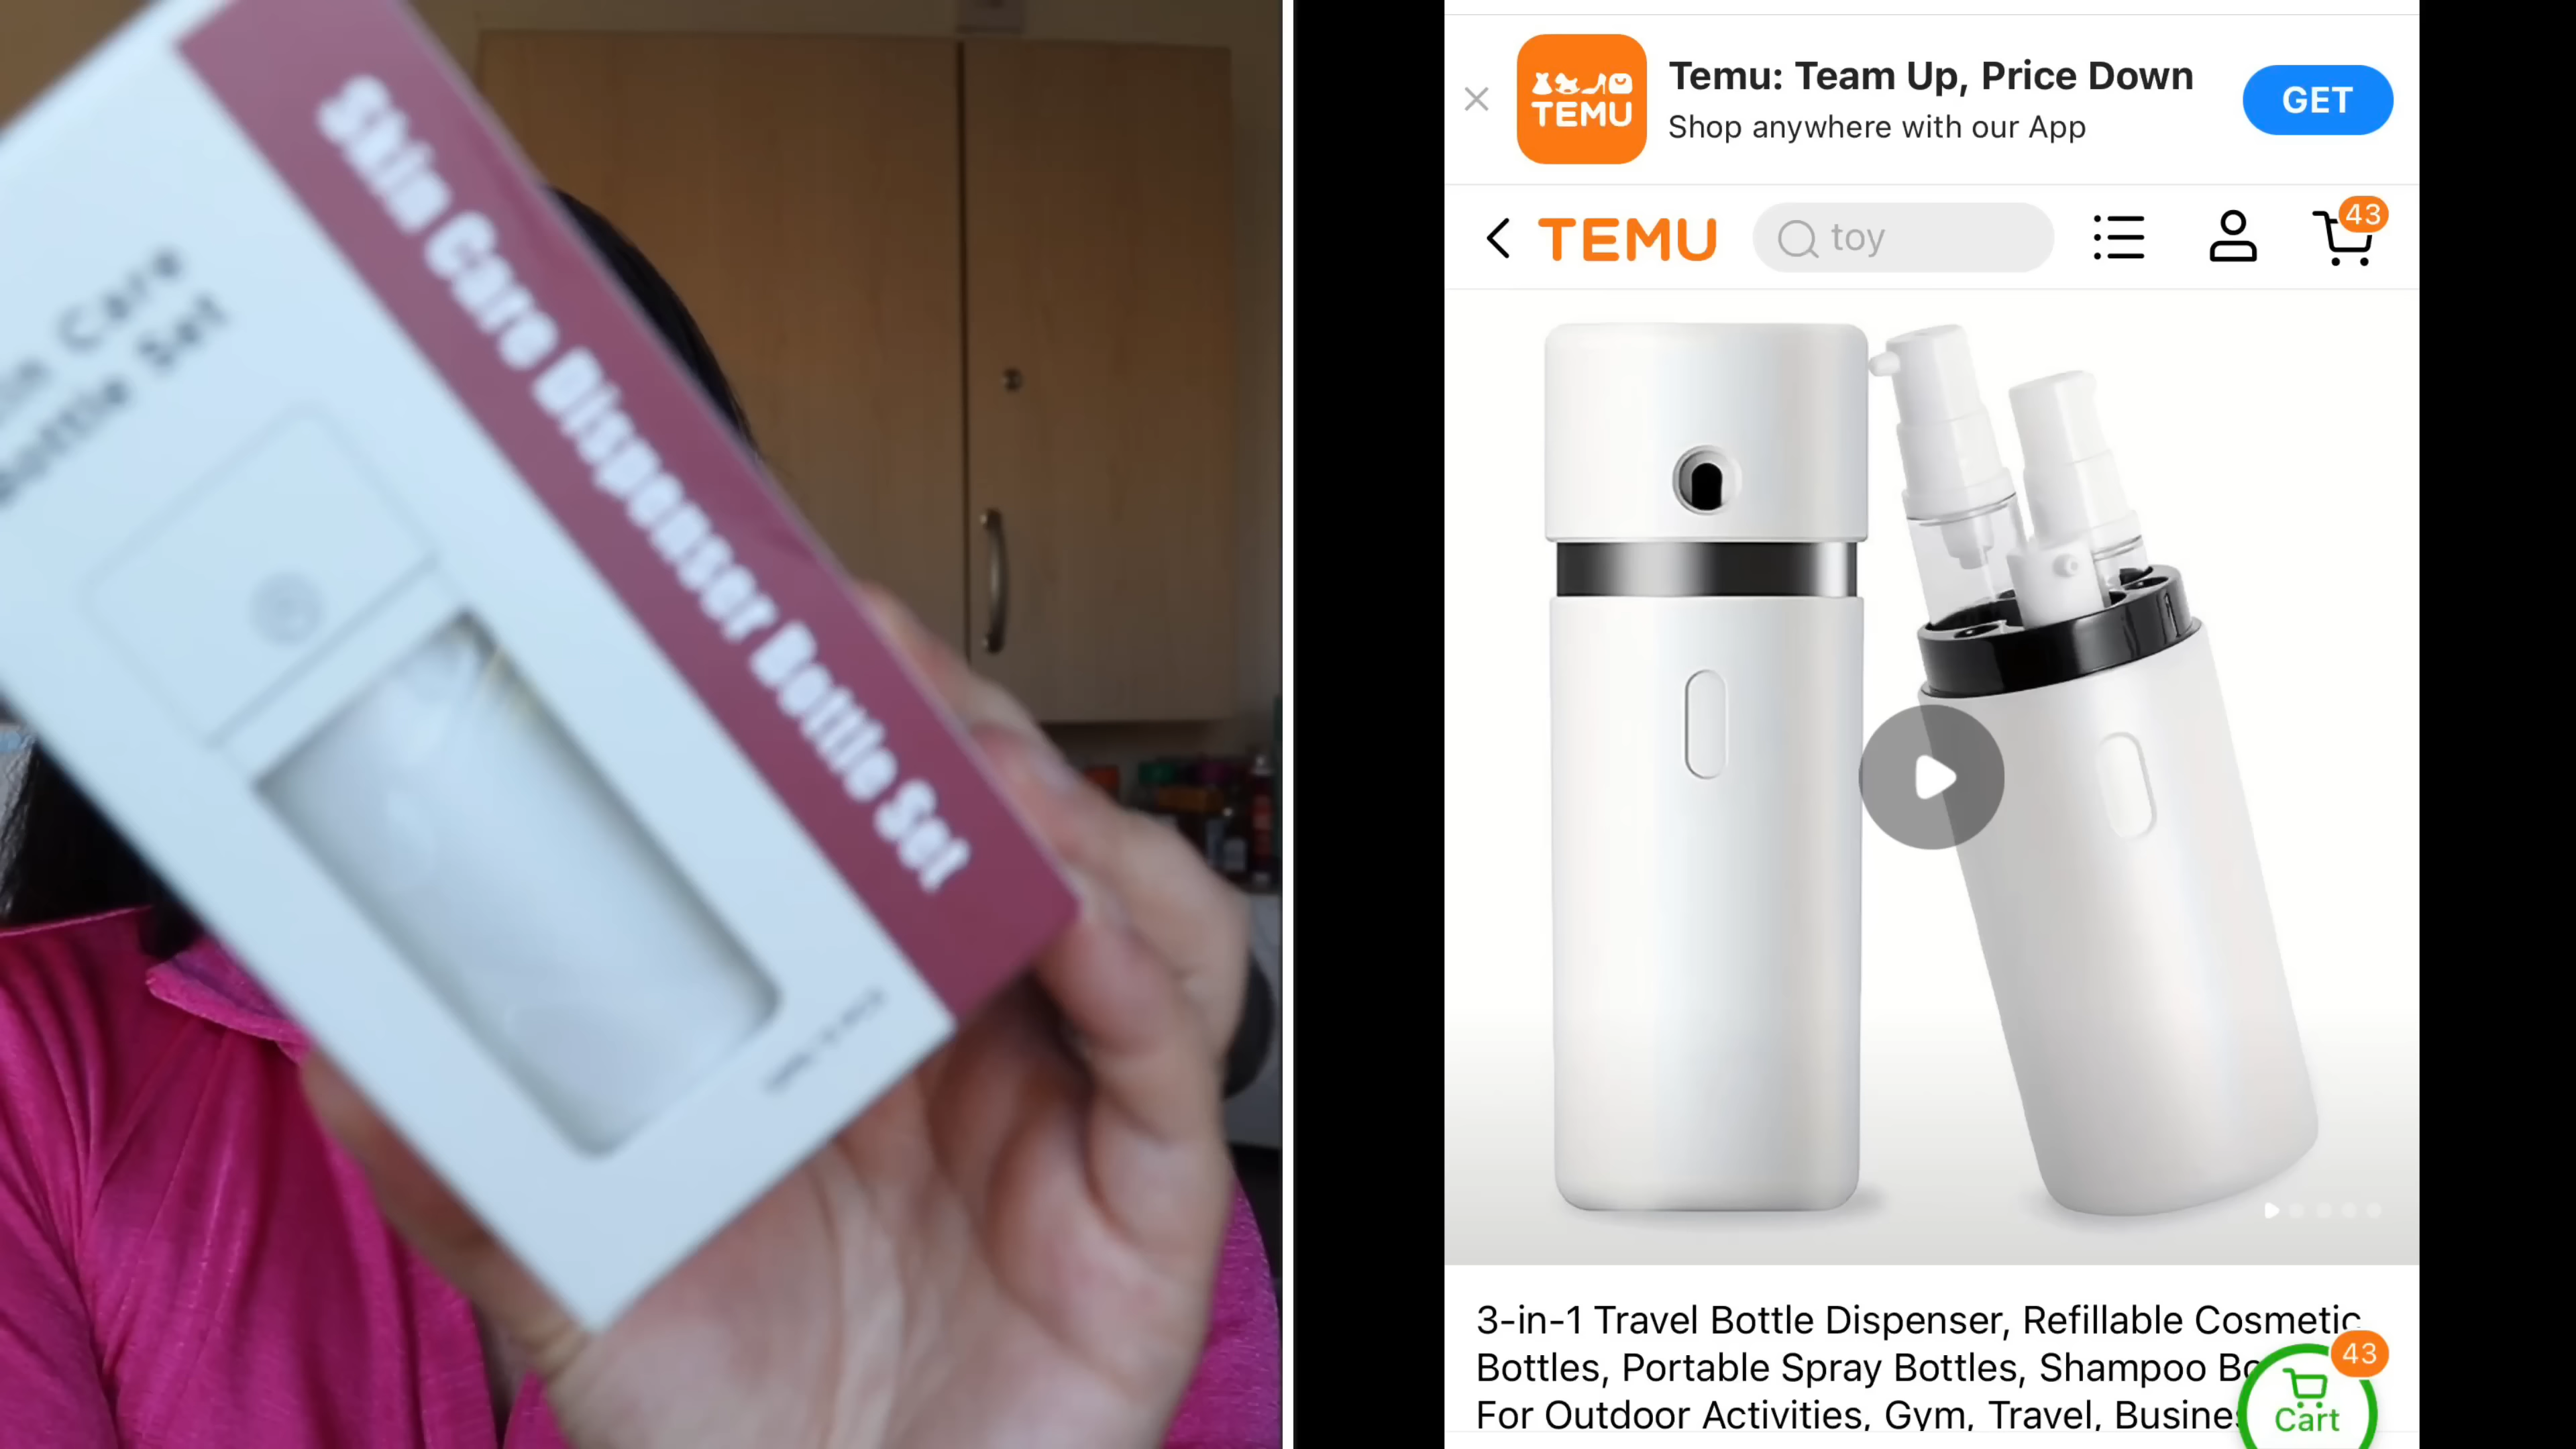 Skin Care Dispenser Bottle Set
Care
Bottle Set
TEMU
Temu: Team Up, Price Down
Shop anywhere with our App
GET
TEMU
toy
43
3-in-1 Travel Bottle Dispenser, Refillable Cosmetic
Bottles, Portable Spray Bottles, Shampoo
For Outdoor Activities, Gym, Travel,
43
Cart